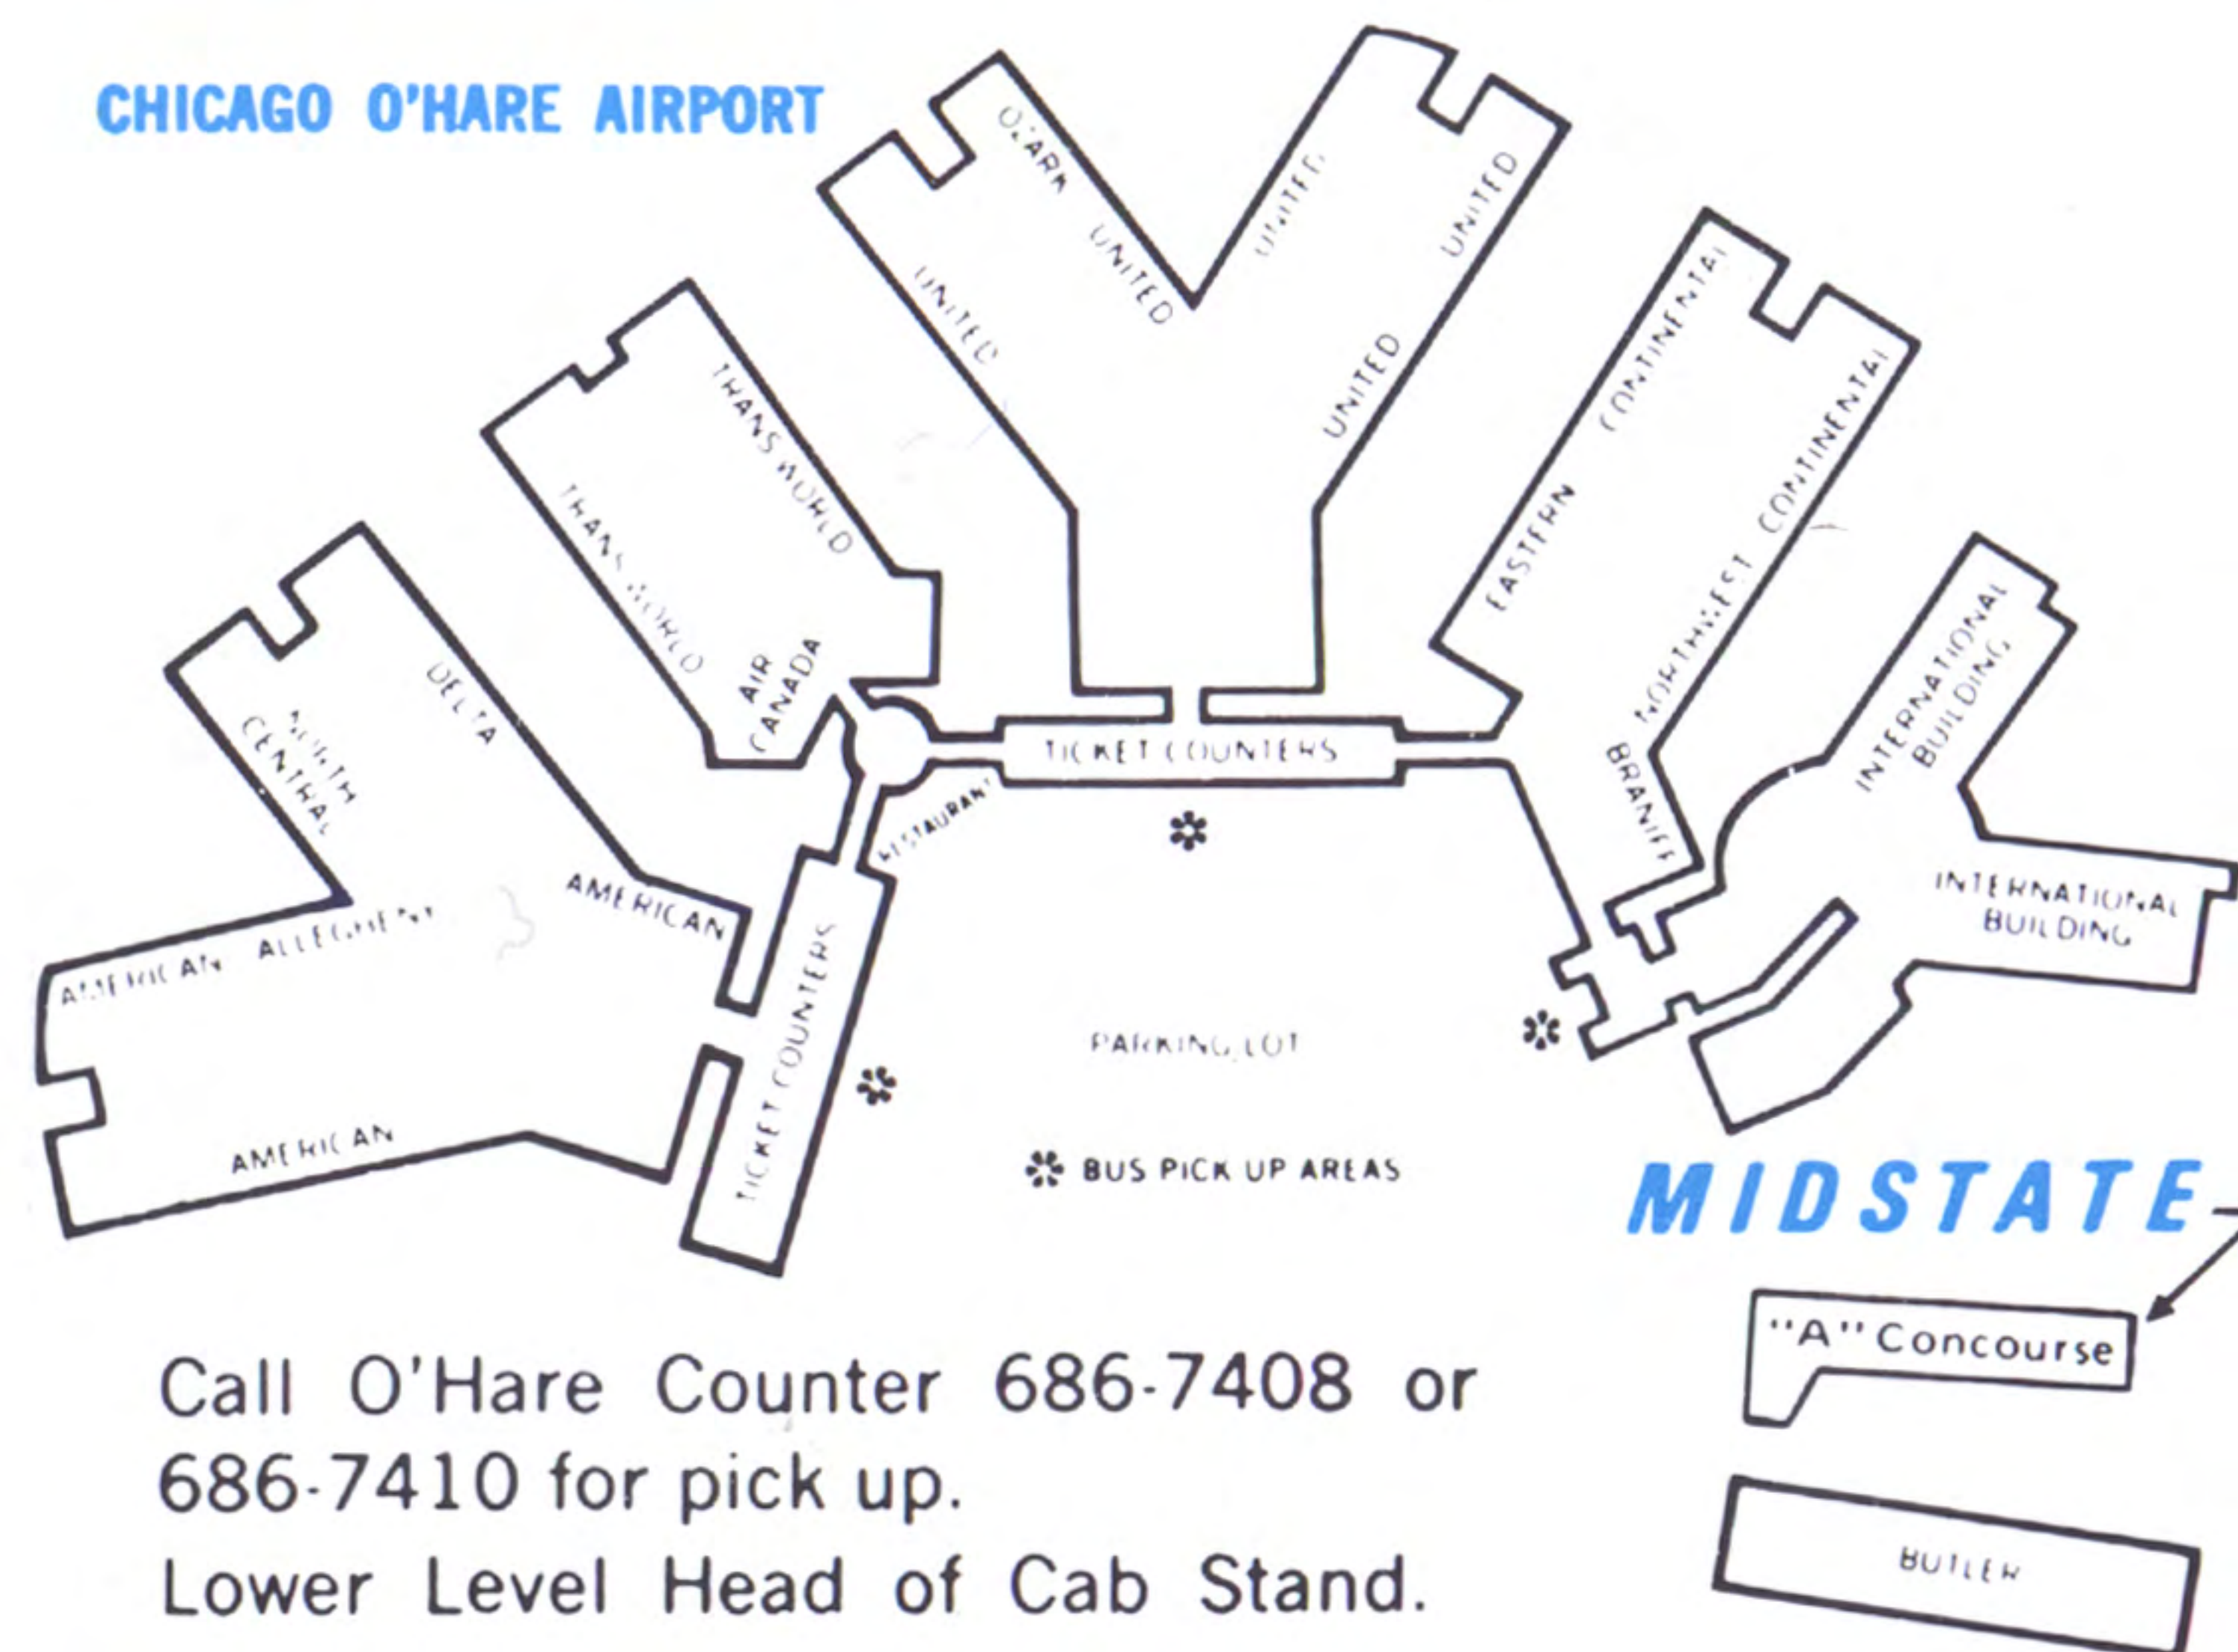 CHICAGO O'HARE AIRPORT
OZARK
UNITED
UNITED
UNITED
UNITED
UNITED
CONTINENTAL
EASTERN
CONTINENTAL
NORTHWEST
BRANIFF
TRANS WORLD
TRANS WORLD
AIR
CANADA
DELTA
NORTH
CENTRAL
AMERICAN
ALLEGHENY
AMERICAN
AMERICAN
TICKET COUNTERS
RESTAURANT
TICKET COUNTERS
INTERNATIONAL
BUILDING
INTERNATIONAL
BUILDING
PARKING LOT
BUS PICK UP AREAS
MIDSTATE
"A" Concourse
BUTLER
Call O'Hare Counter 686-7408 or
686-7410 for pick up.
Lower Level Head of Cab Stand.